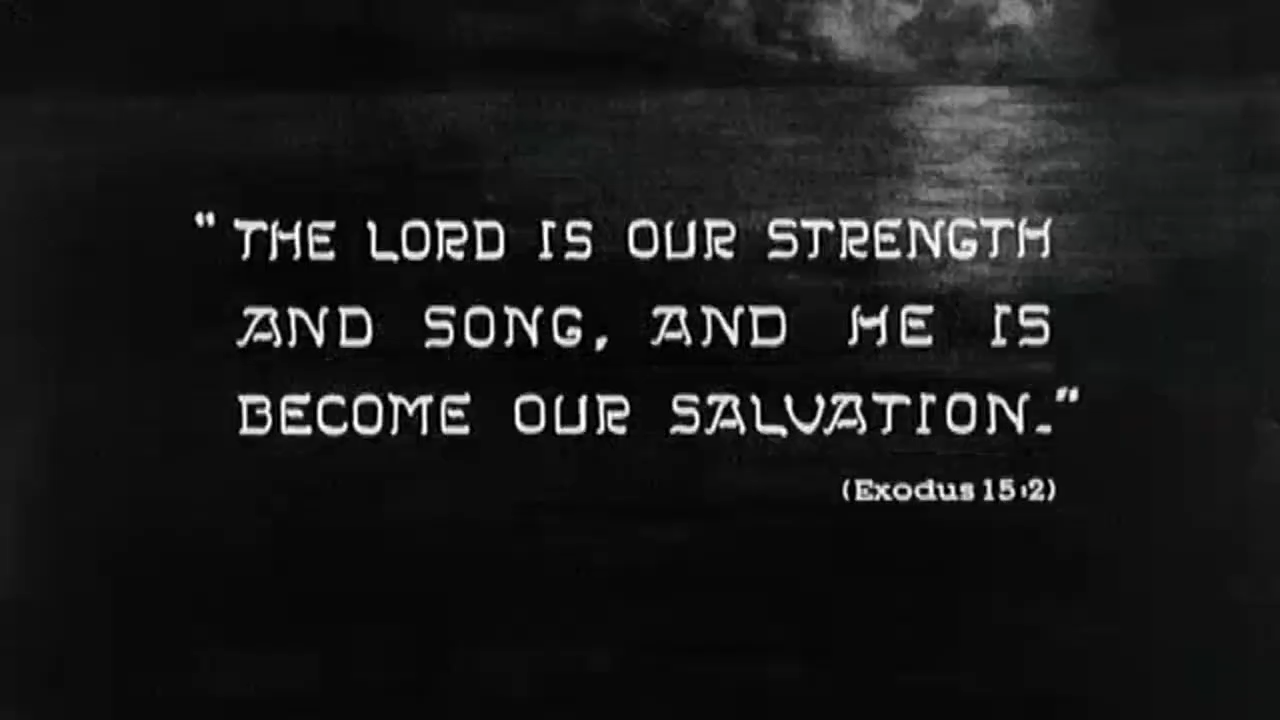 "THE LORD IS OUR STRENGTH
AND SONG, AND HE IS
BECOME OUR SALVATION."
(Exodus 15:2)